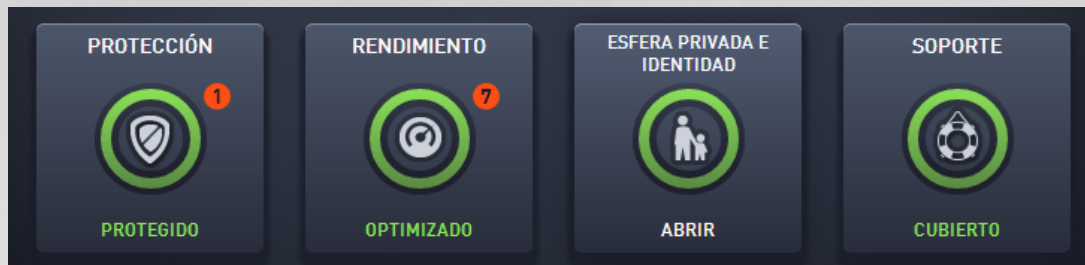 PROTECCIÓN
1
PROTEGIDO
RENDIMIENTO
7
OPTIMIZADO
ESFERA PRIVADA E
IDENTIDAD
ABRIR
SOPORTE
CUBIERTO